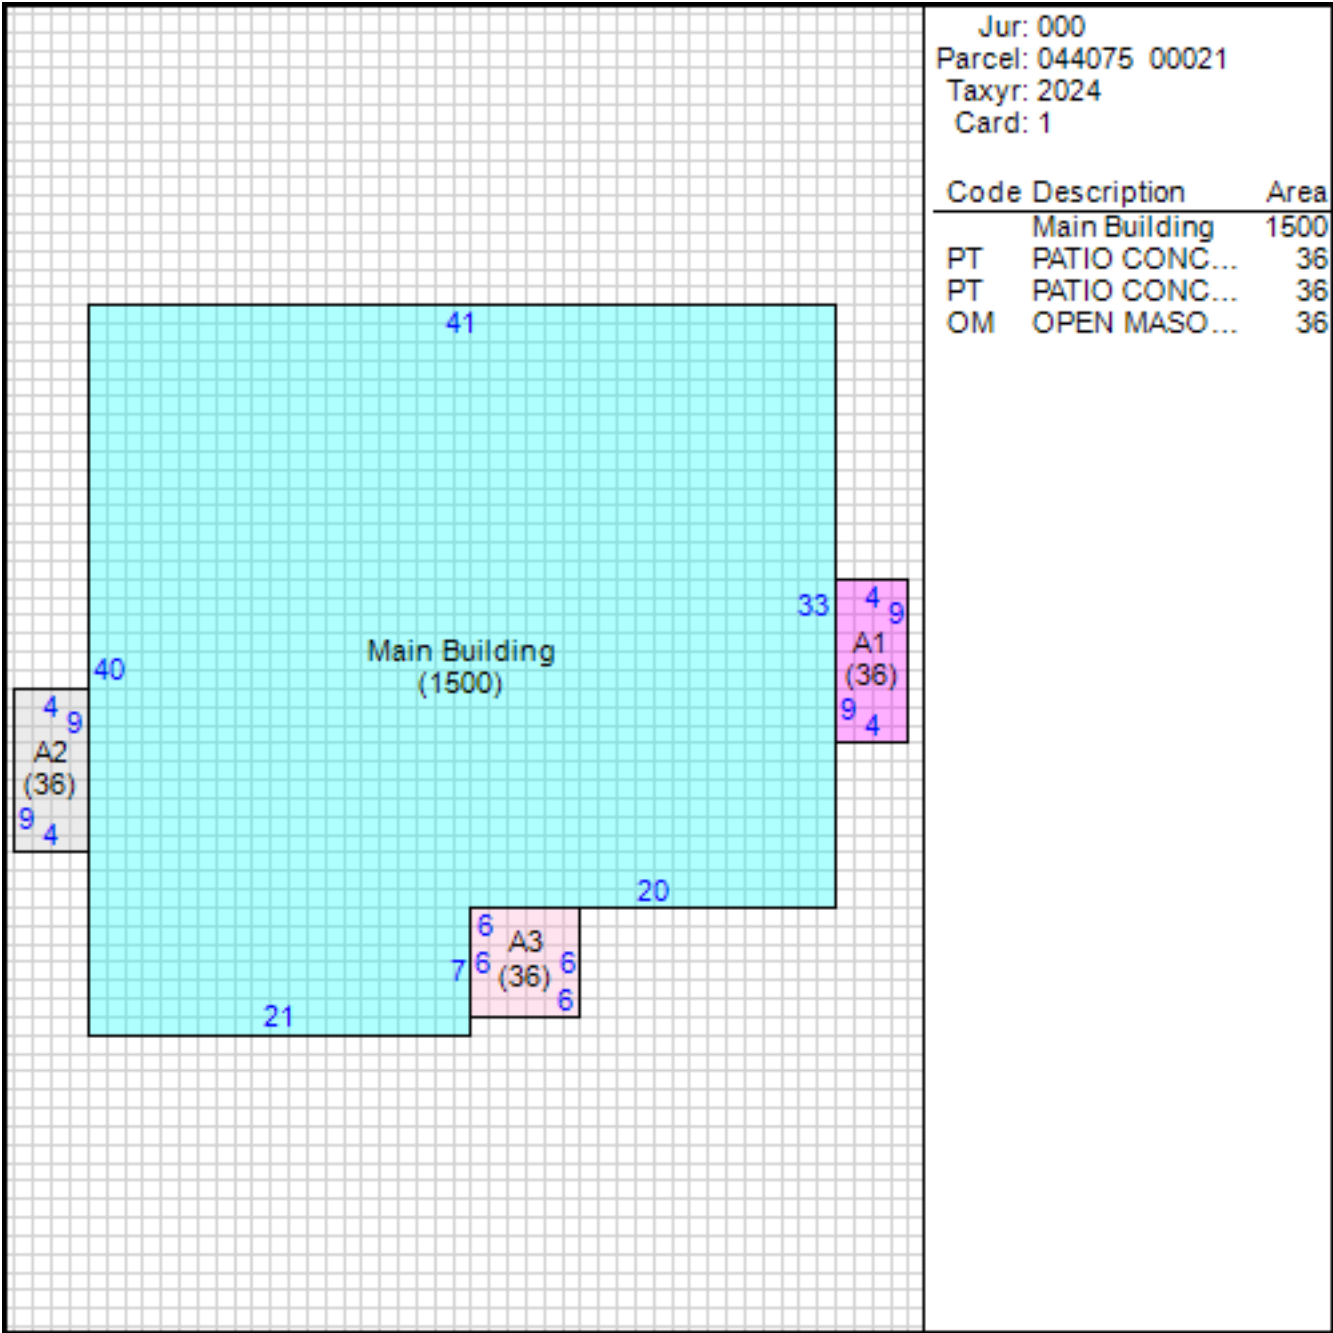 Jur: 000
Parcel: 044075 00021
Taxyr: 2024
Card: 1
Code Description Area
Main Building 1500
PT PATIO CONC... 36
PT PATIO CONC... 36
OM OPEN MASO... 36
41
33
4
9
A1
(36)
9
4
Main Building
(1500)
40
4
9
A2
(36)
9
4
20
6
A3
7
6
(36)
6
6
21